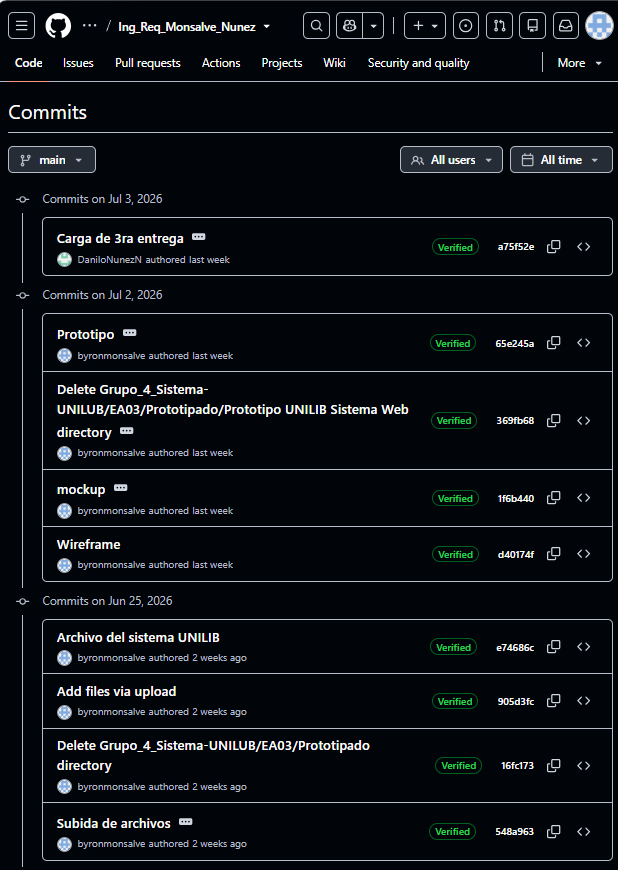 ··· / Ing_Req_Monsalve_Nunez
Code Issues Pull requests Actions Projects Wiki Security and quality More
Commits
main All users All time
Commits on Jul 3, 2026
Carga de 3ra entrega ···
Verified a75f52e
DaniloNunezN authored last week
Commits on Jul 2, 2026
Prototipo ···
Verified 65e245a
byronmonsalve authored last week
Delete Grupo_4_Sistema-
UNILUB/EA03/Prototipado/Prototipo UNILIB Sistema Web
directory ···
Verified 369fb68
byronmonsalve authored last week
mockup ···
Verified 1f6b440
byronmonsalve authored last week
Wireframe
Verified d40174f
byronmonsalve authored last week
Commits on Jun 25, 2026
Archivo del sistema UNILIB
Verified e74686c
byronmonsalve authored 2 weeks ago
Add files via upload
Verified 905d3fc
byronmonsalve authored 2 weeks ago
Delete Grupo_4_Sistema-UNILUB/EA03/Prototipado
directory
Verified 16fc173
byronmonsalve authored 2 weeks ago
Subida de archivos ···
Verified 548a963
byronmonsalve authored 2 weeks ago